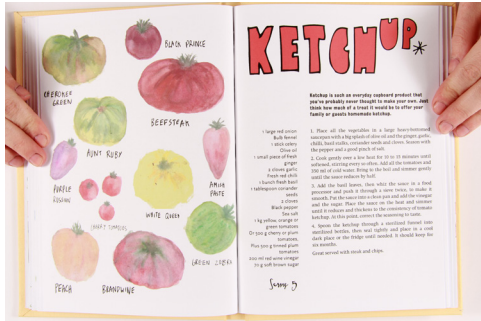 BLACK PRINCE
CHEROKEE
GREEN
BEEFSTEAK
AUNT RUBY
PURPLE
AMISH
PASTE
WHITE QUEEN
GREEN ZEBRA
PEACH
BRANDYWINE
KETCHUP*
Ketchup is such an everyday cupboard product that
you've probably never thought to make your own. Just
think how much of a treat it would be to offer your
family or guests homemade ketchup.
1 large red onion
Bulb fennel
1 stick celery
Olive oil
1 small piece of fresh
ginger
2 cloves garlic
Fresh red chili
1 bunch fresh basil
1 tablespoon coriander
seeds
2 cloves
Black pepper
Sea salt
1 kg yellow, orange or
green tomatoes
Or 500 g cherry or plum
tomatoes,
Plus 500 g tinned plum
tomatoes
200 ml red wine vinegar
70 g soft brown sugar
1. Place all the vegetables in a large heavy-bottomed
saucepan with a big splash of olive oil and the ginger, garlic,
chilli, basil stalks, coriander seeds and cloves. Season with
the pepper and a good pinch of salt.
2. Cook gently over a low heat for 10 to 15 minutes until
softened, stirring every so often. Add all the tomatoes and
350 ml of cold water. Bring to the boil and simmer gently
until the sauce reduces by half.
3. Add the basil leaves, then whiz the sauce in a food
processor and push it through a sieve twice, to make it
smooth. Put the sauce into a clean pan and add the vinegar
and the sugar. Place the sauce on the heat and simmer
until it reduces and thickens to the consistency of tomato
ketchup. At this point, correct the seasoning to taste.
4. Spoon the ketchup through a sterilised funnel into
sterilised bottles, then seal tightly and place in a cool
dark place or the fridge until needed. It should keep for
six months.
Great served with steak and chips.